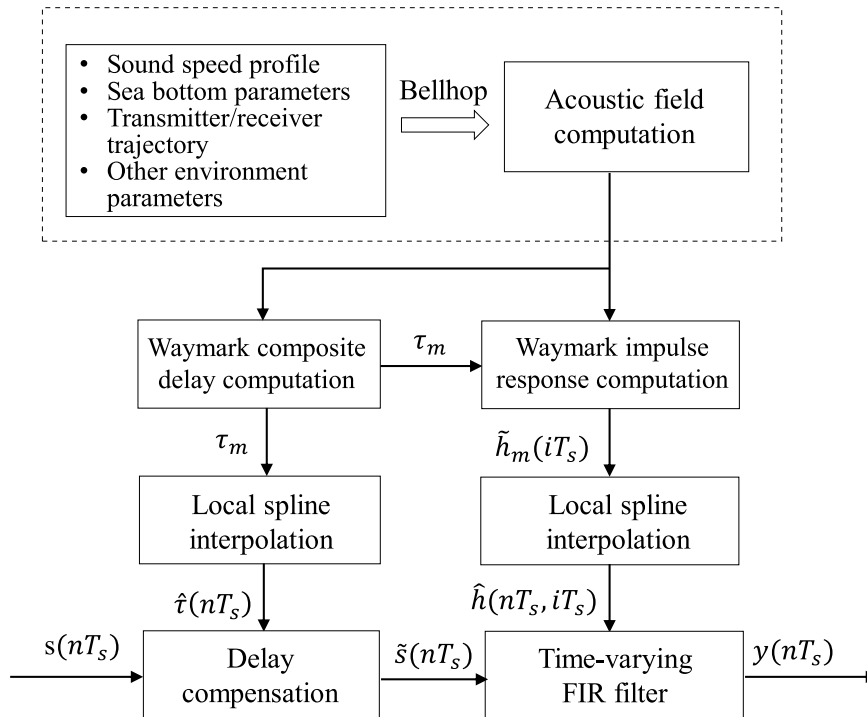 • Sound speed profile
• Sea bottom parameters
• Transmitter/receiver
trajectory
• Other environment
parameters
Bellhop
Acoustic field
computation
Waymark composite
delay computation
τ_m
Waymark impulse
response computation
τ_m
h̃_m(iT_s)
Local spline
interpolation
Local spline
interpolation
τ̂(nT_s)
ĥ(nT_s, iT_s)
s(nT_s)
Delay
compensation
s̃(nT_s)
Time-varying
FIR filter
y(nT_s)